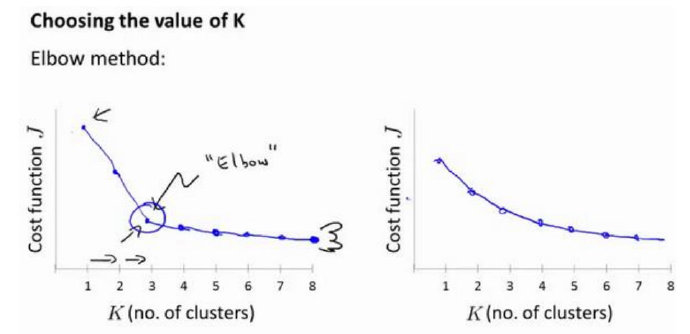 Choosing the value of K
Elbow method:
Cost function J
"Elbow"
1 2 3 4 5 6 7 8
K (no. of clusters)
Cost function J
1 2 3 4 5 6 7 8
K (no. of clusters)